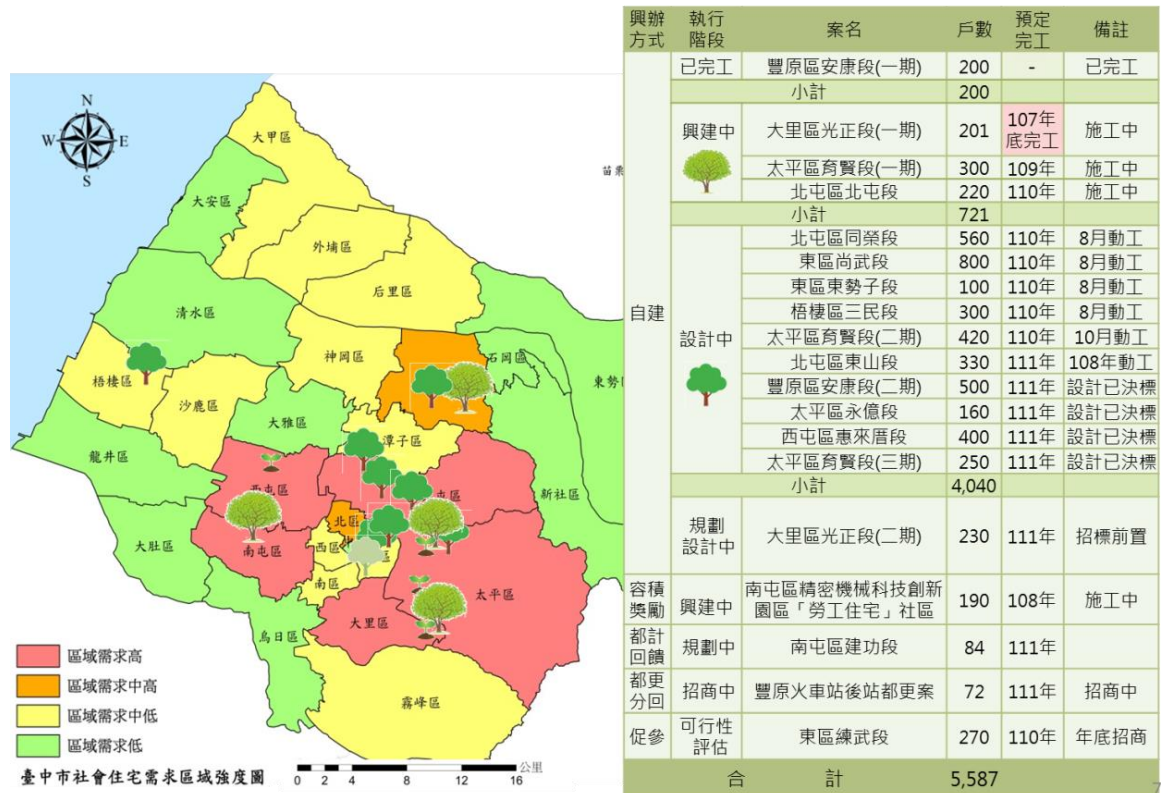 N
W
E
S
大甲區
苗栗
大安區
外埔區
后里區
清水區
神岡區
石岡區
梧棲區
沙鹿區
大雅區
潭子區
龍井區
西屯區
屯區
新社區
北區
大肚區
南屯區
西區
區
南區
太平區
大里區
烏日區
霧峰區
區域需求高
區域需求中高
區域需求中低
區域需求低
臺中市社會住宅需求區域強度圖
公里
0 2 4 8 12 16
興辦方式 執行階段 案名 戶數 預定完工 備註
自建
已完工 豐原區安康段(一期) 200 - 已完工
小計 200
興建中
大里區光正段(一期) 201 107年底完工 施工中
太平區育賢段(一期) 300 109年 施工中
北屯區北屯段 220 110年 施工中
小計 721
設計中
北屯區同榮段 560 110年 8月動工
東區尚武段 800 110年 8月動工
東區東勢子段 100 110年 8月動工
梧棲區三民段 300 110年 8月動工
太平區育賢段(二期) 420 110年 10月動工
北屯區東山段 330 111年 108年動工
豐原區安康段(二期) 500 111年 設計已決標
太平區永億段 160 111年 設計已決標
西屯區惠來厝段 400 111年 設計已決標
太平區育賢段(三期) 250 111年 設計已決標
小計 4,040
規劃設計中 大里區光正段(二期) 230 111年 招標前置
容積獎勵 興建中 南屯區精密機械科技創新園區「勞工住宅」社區 190 108年 施工中
都計回饋 規劃中 南屯區建功段 84 111年
都更分回 招商中 豐原火車站後站都更案 72 111年 招商中
促參 可行性評估 東區練武段 270 110年 年底招商
合 計 5,587
7